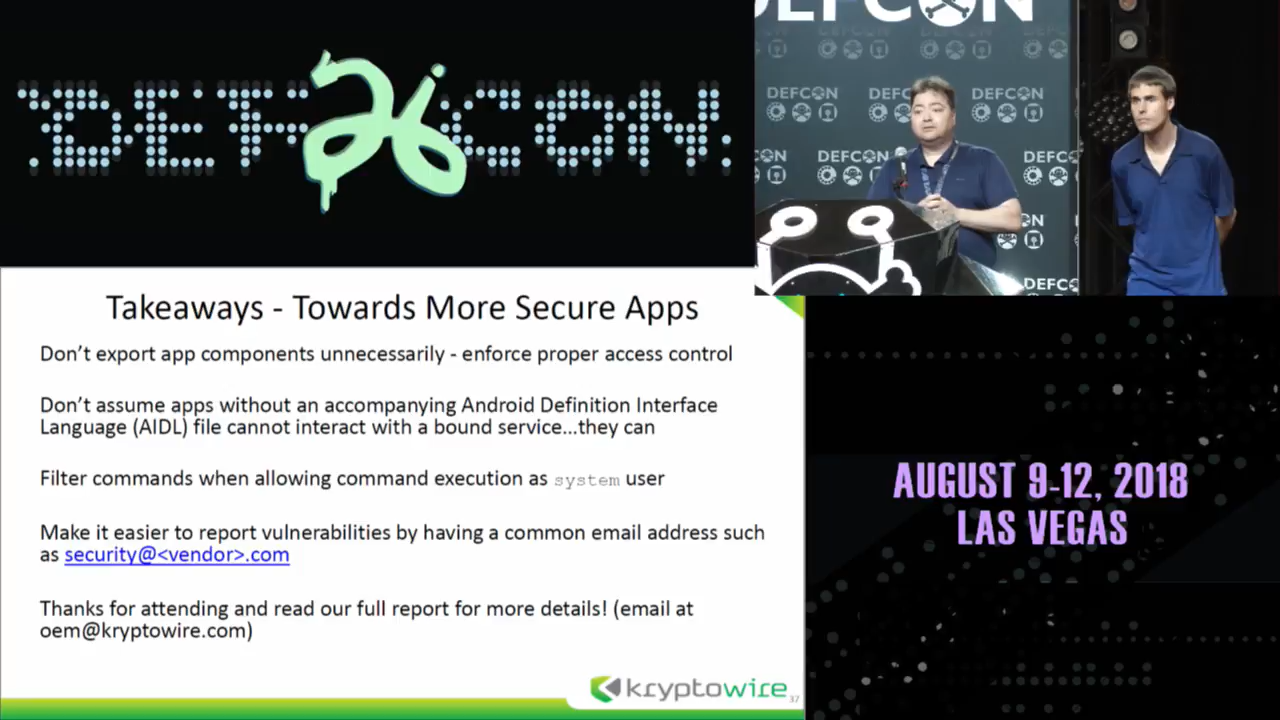 DEFCON
26
DEFCON
DEFCON DEFCON DEFCON
DEFCON DEFCON
DEFCON
DEFCON
Takeaways - Towards More Secure Apps
Don't export app components unnecessarily - enforce proper access control
Don't assume apps without an accompanying Android Definition Interface
Language (AIDL) file cannot interact with a bound service...they can
Filter commands when allowing command execution as system user
Make it easier to report vulnerabilities by having a common email address such
as security@<vendor>.com
Thanks for attending and read our full report for more details! (email at
oem@kryptowire.com)
kryptowire
37
AUGUST 9-12, 2018
LAS VEGAS